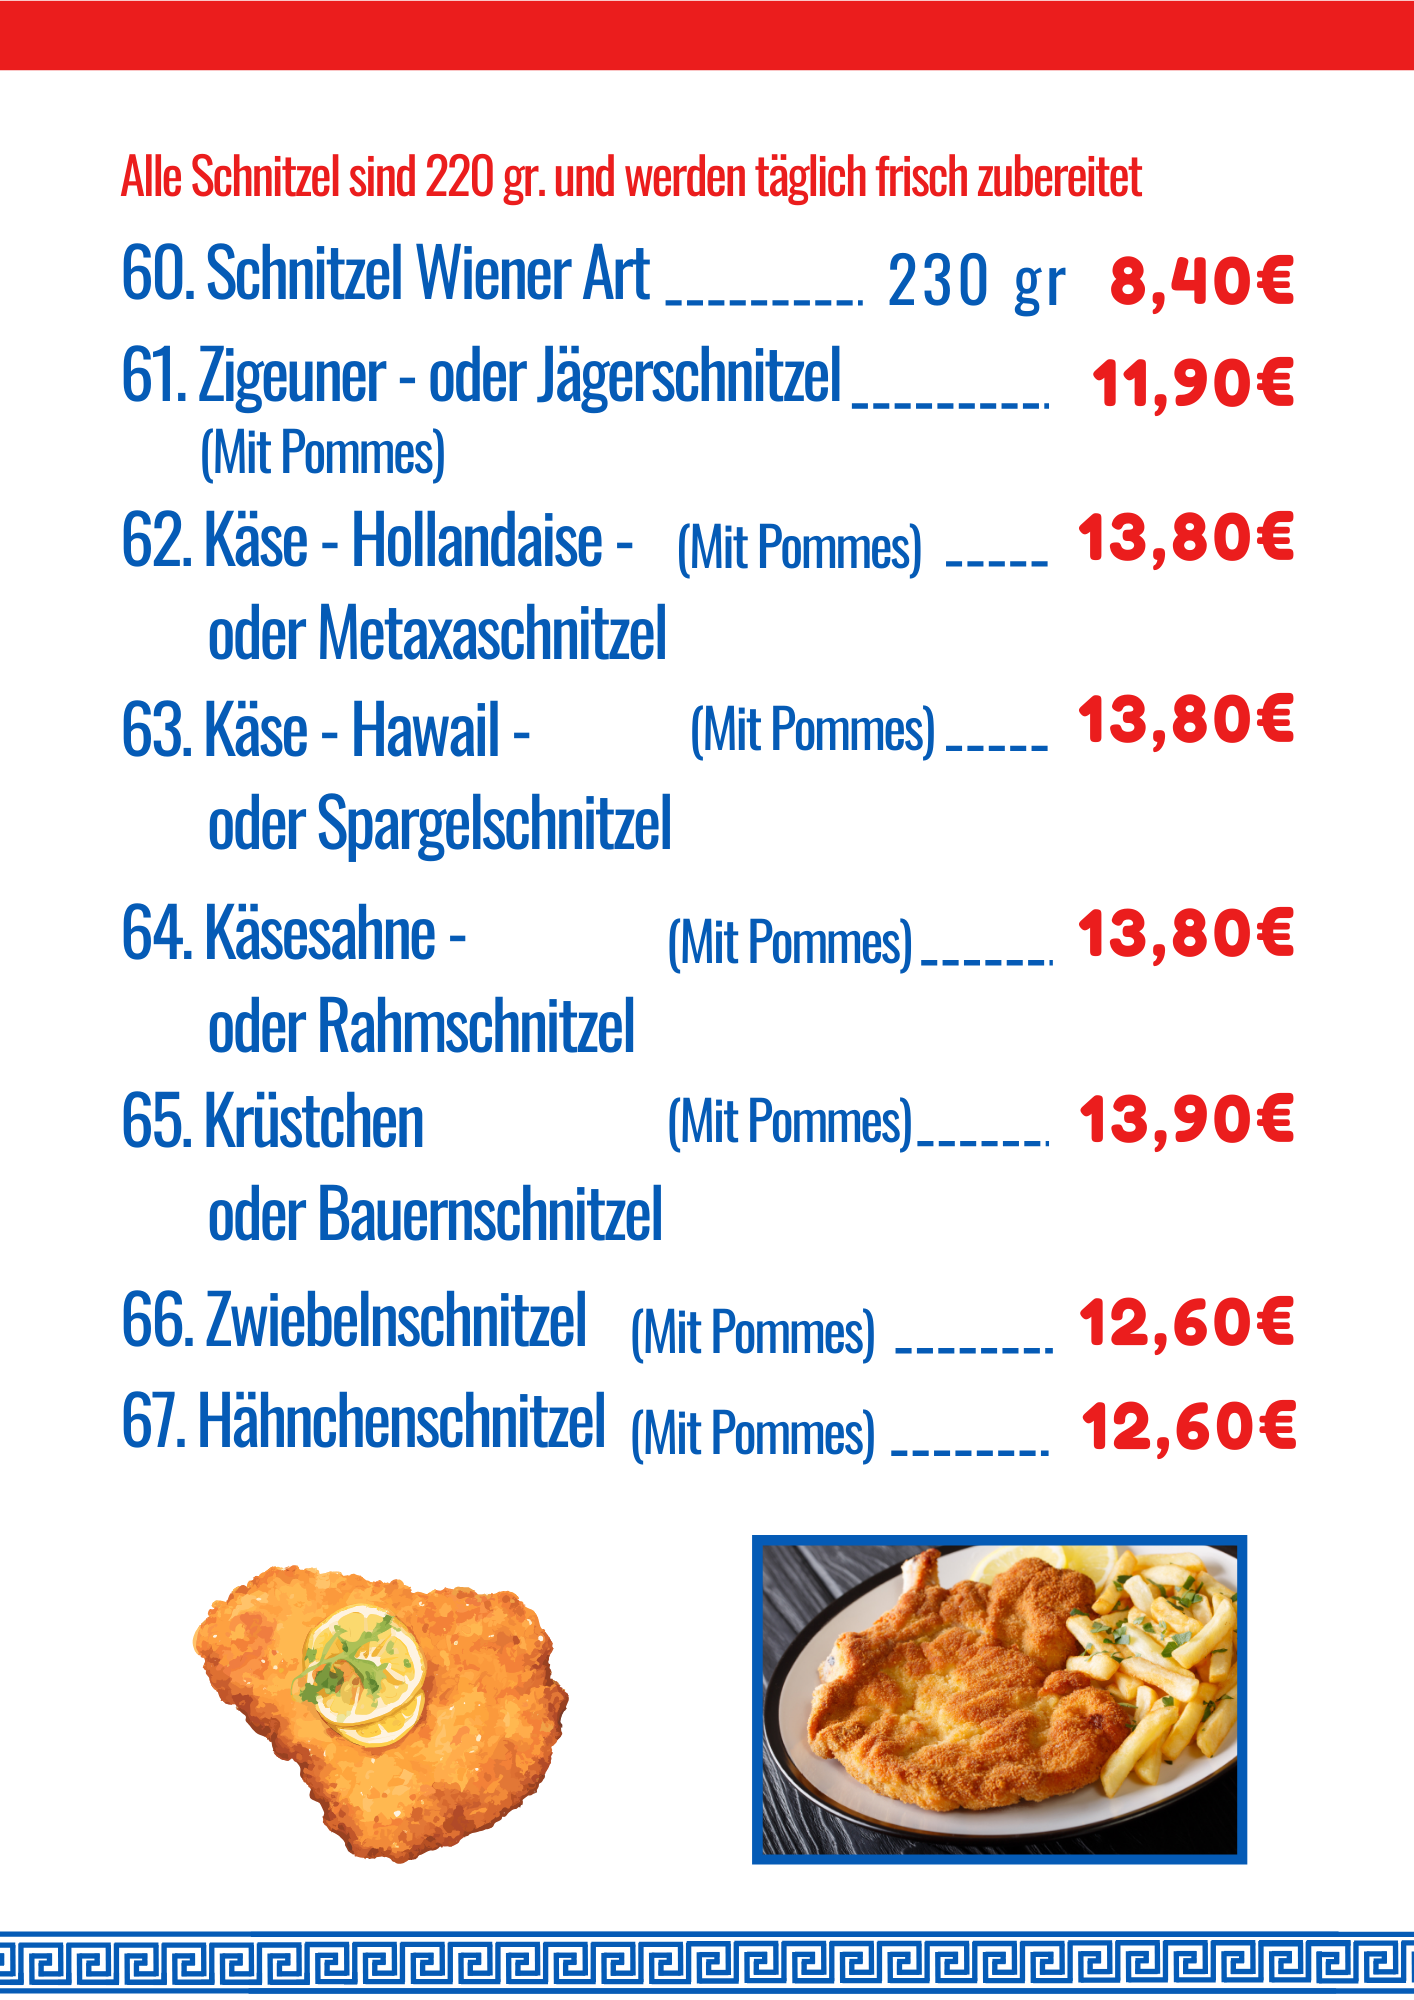 Alle Schnitzel sind 220 gr. und werden täglich frisch zubereitet
60. Schnitzel Wiener Art 230 gr 8,40€
61. Zigeuner - oder Jägerschnitzel 11,90€
(Mit Pommes)
62. Käse - Hollandaise - (Mit Pommes) 13,80€
oder Metaxaschnitzel
63. Käse - Hawail - (Mit Pommes) 13,80€
oder Spargelschnitzel
64. Käsesahne - (Mit Pommes) 13,80€
oder Rahmschnitzel
65. Krüstchen (Mit Pommes) 13,90€
oder Bauernschnitzel
66. Zwiebelnschnitzel (Mit Pommes) 12,60€
67. Hähnchenschnitzel (Mit Pommes) 12,60€